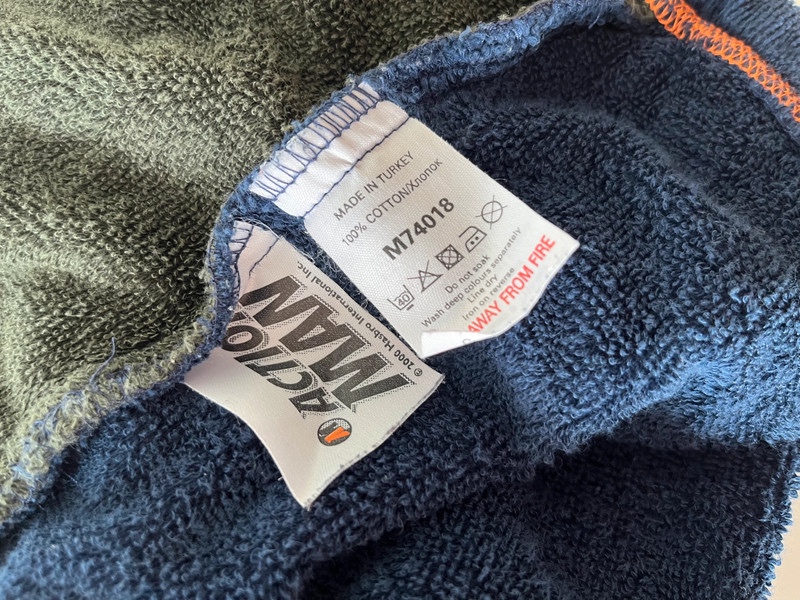 MADE IN TURKEY
100% COTTON/Хлопок
M74018
40
Do not soak
Wash deep colours separately
Line dry
Iron on reverse
AWAY FROM FIRE
ACTION
MAN
© 2000 Hasbro International Inc.